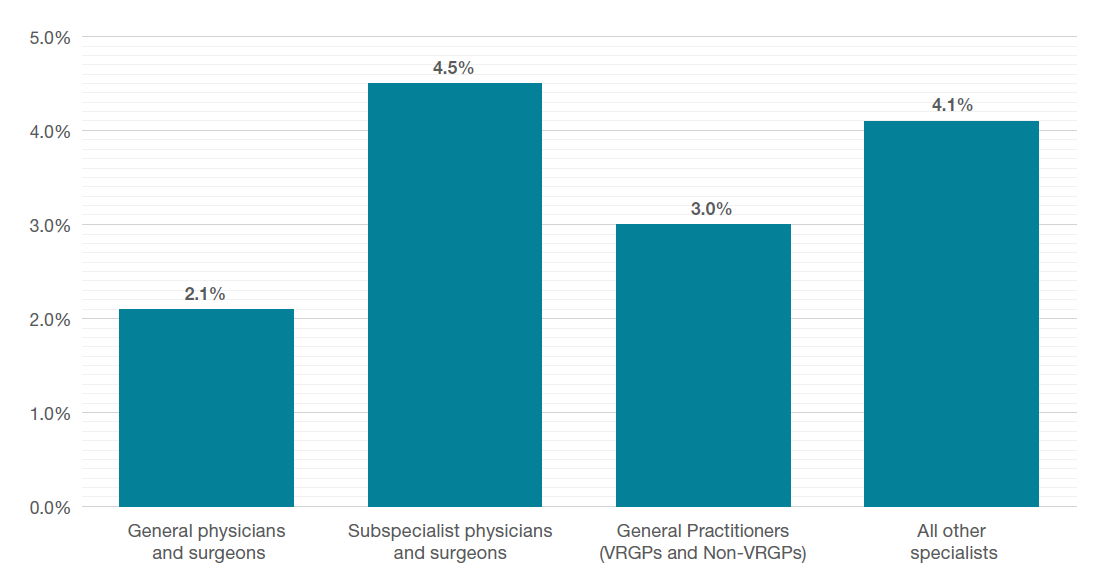 5.0%
4.0%
3.0%
2.0%
1.0%
0.0%
2.1%
4.5%
3.0%
4.1%
General physicians
and surgeons
Subspecialist physicians
and surgeons
General Practitioners
(VRGPs and Non-VRGPs)
All other
specialists